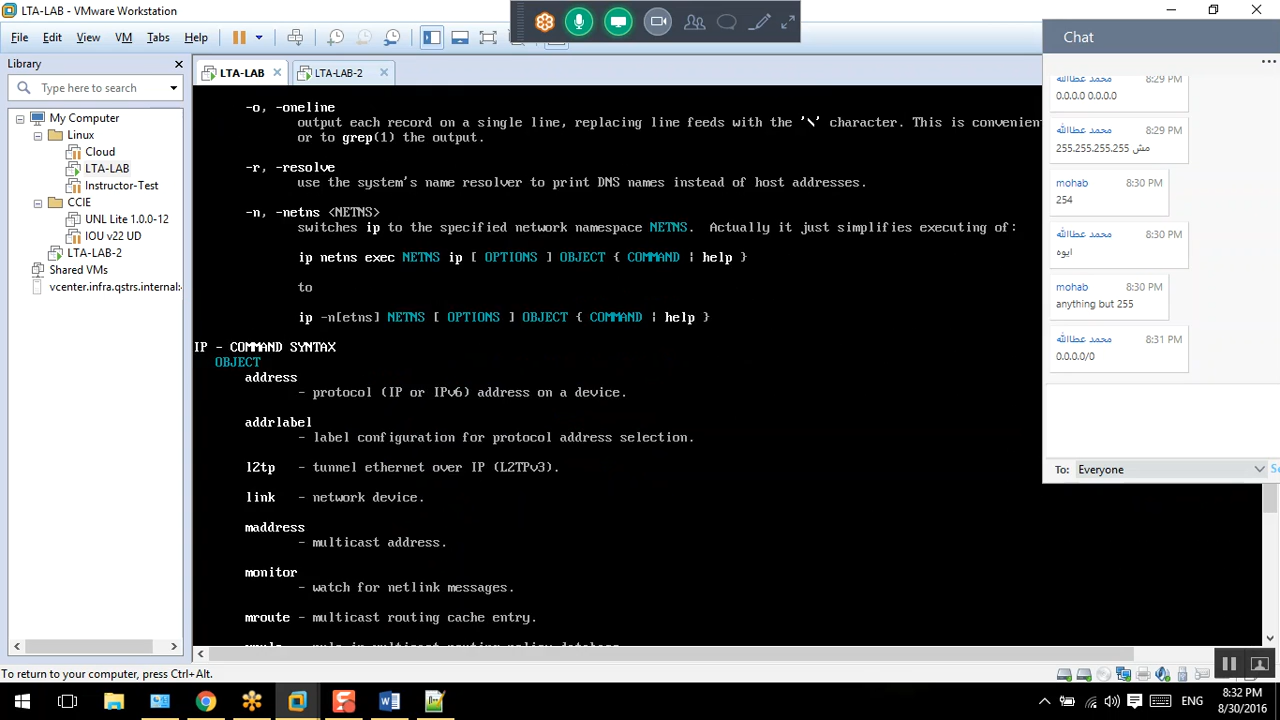 LTA-LAB - VMware Workstation
File Edit View VM Tabs Help
Library
Type here to search
My Computer
Linux
Cloud
LTA-LAB
Instructor-Test
CCIE
UNL Lite 1.0.0-12
IOU v22 UD
LTA-LAB-2
Shared VMs
vcenter.infra.qstrs.internal:
LTA-LAB
LTA-LAB-2
-o, -oneline
output each record on a single line, replacing line feeds with the '\' character. This is convenien
or to grep(1) the output.
-r, -resolve
use the system's name resolver to print DNS names instead of host addresses.
-n, -netns <NETNS>
switches ip to the specified network namespace NETNS.  Actually it just simplifies executing of:
ip netns exec NETNS ip [ OPTIONS ] OBJECT { COMMAND | help }
to
ip -n[etns] NETNS [ OPTIONS ] OBJECT { COMMAND | help }
IP - COMMAND SYNTAX
OBJECT
address
- protocol (IP or IPv6) address on a device.
addrlabel
- label configuration for protocol address selection.
l2tp - tunnel ethernet over IP (L2TPv3).
link - network device.
maddress
- multicast address.
monitor
- watch for netlink messages.
mroute - multicast routing cache entry.
Chat
محمد عطاالله 8:29 PM
0.0.0.0 0.0.0.0
محمد عطاالله 8:29 PM
مش 255.255.255.255
mohab 8:30 PM
254
محمد عطاالله 8:30 PM
ايوه
mohab 8:30 PM
anything but 255
محمد عطاالله 8:31 PM
0.0.0.0/0
To: Everyone
To return to your computer, press Ctrl+Alt.
ENG
8:32 PM
8/30/2016